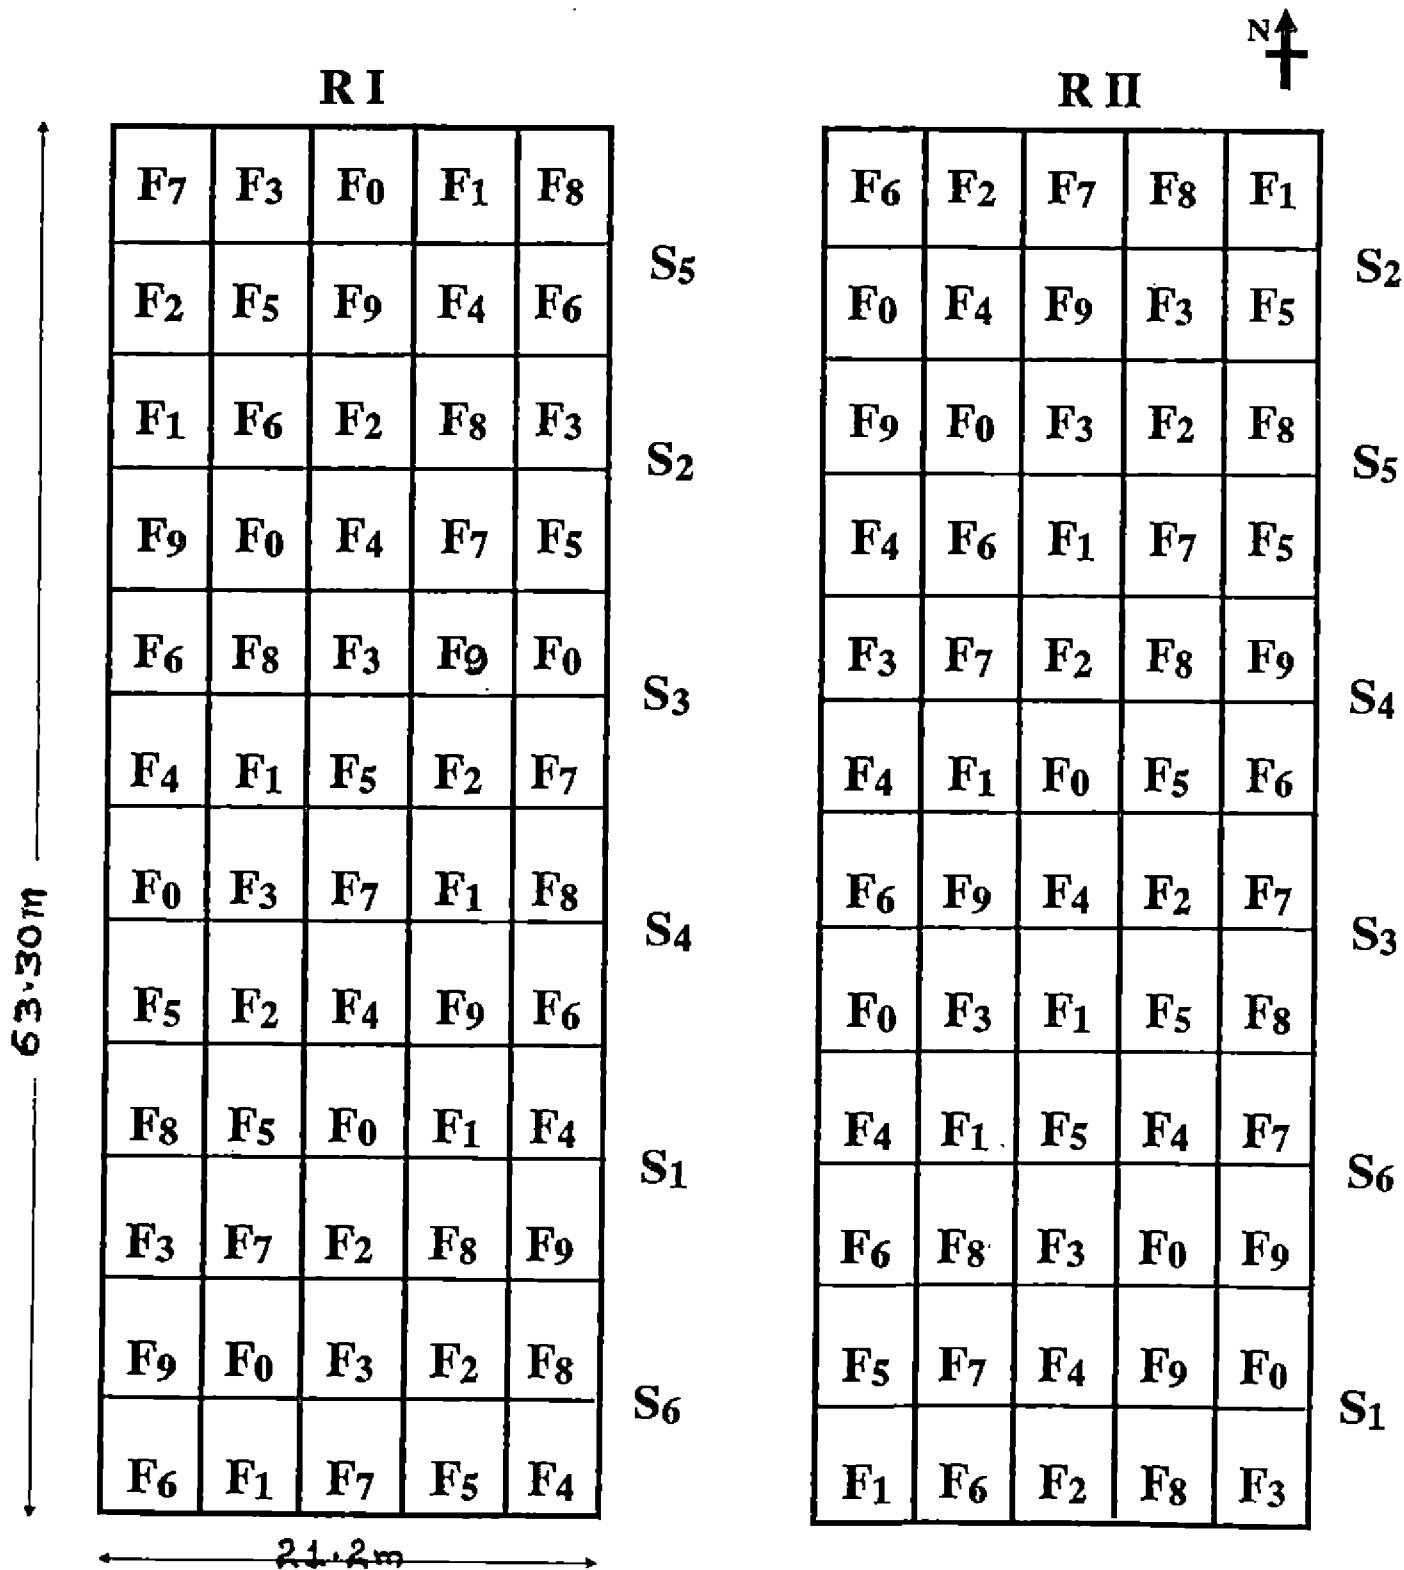 N
R I R II
F7 F3 F0 F1 F8 F6 F2 F7 F8 F1
S5 S2
F2 F5 F9 F4 F6 F0 F4 F9 F3 F5
F1 F6 F2 F8 F3 F9 F0 F3 F2 F8
S2 S5
F9 F0 F4 F7 F5 F4 F6 F1 F7 F5
F6 F8 F3 F9 F0 F3 F7 F2 F8 F9
S3 S4
F4 F1 F5 F2 F7 F4 F1 F0 F5 F6
F0 F3 F7 F1 F8 F6 F9 F4 F2 F7
S4 S3
63.30m
F5 F2 F4 F9 F6 F0 F3 F1 F5 F8
F8 F5 F0 F1 F4 F4 F1 F5 F4 F7
S1 S6
F3 F7 F2 F8 F9 F6 F8 F3 F0 F9
F9 F0 F3 F2 F8 F5 F7 F4 F9 F0
S6 S1
F6 F1 F7 F5 F4 F1 F6 F2 F8 F3
21.2m